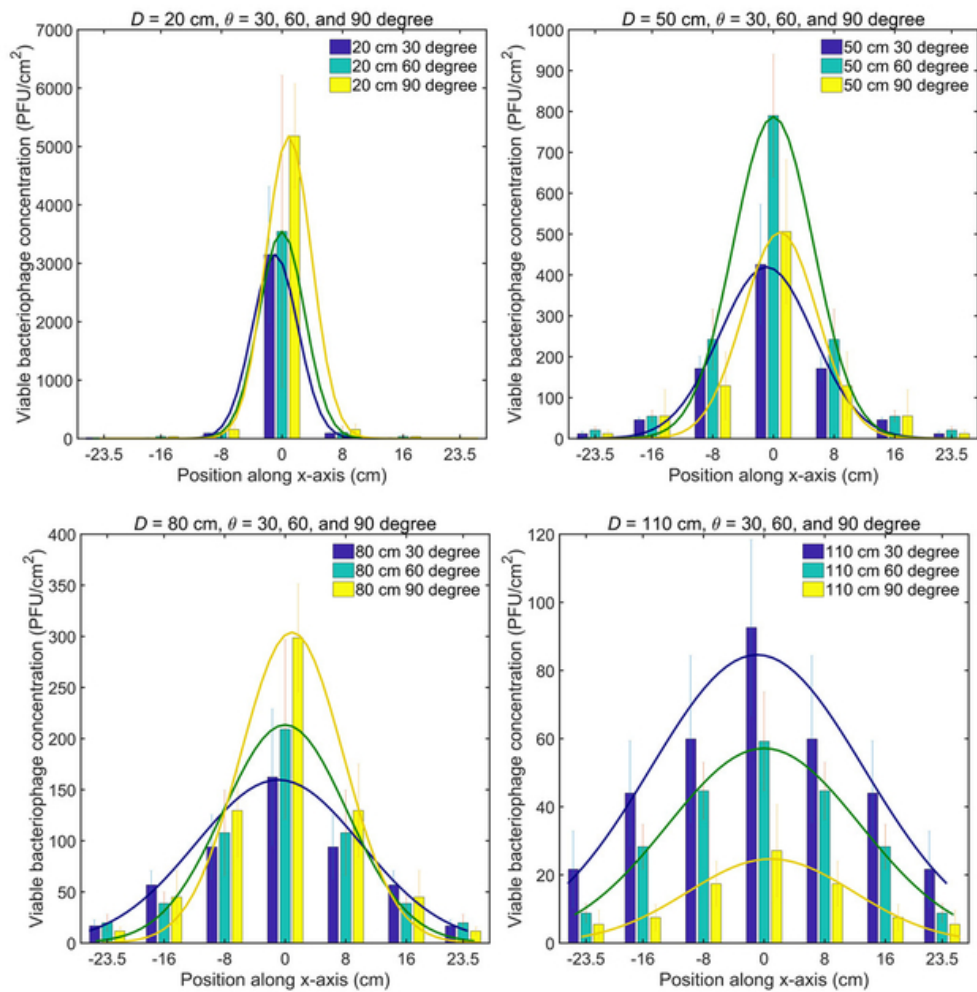 D = 20 cm, θ = 30, 60, and 90 degree
7000
6000
5000
4000
3000
2000
1000
0
Viable bacteriophage concentration (PFU/cm²)
20 cm 30 degree
20 cm 60 degree
20 cm 90 degree
-23.5 -16 -8 0 8 16 23.5
Position along x-axis (cm)
D = 50 cm, θ = 30, 60, and 90 degree
1000
900
800
700
600
500
400
300
200
100
0
Viable bacteriophage concentration (PFU/cm²)
50 cm 30 degree
50 cm 60 degree
50 cm 90 degree
-23.5 -16 -8 0 8 16 23.5
Position along x-axis (cm)
D = 80 cm, θ = 30, 60, and 90 degree
400
350
300
250
200
150
100
50
0
Viable bacteriophage concentration (PFU/cm²)
80 cm 30 degree
80 cm 60 degree
80 cm 90 degree
-23.5 -16 -8 0 8 16 23.5
Position along x-axis (cm)
D = 110 cm, θ = 30, 60, and 90 degree
120
100
80
60
40
20
0
Viable bacteriophage concentration (PFU/cm²)
110 cm 30 degree
110 cm 60 degree
110 cm 90 degree
-23.5 -16 -8 0 8 16 23.5
Position along x-axis (cm)